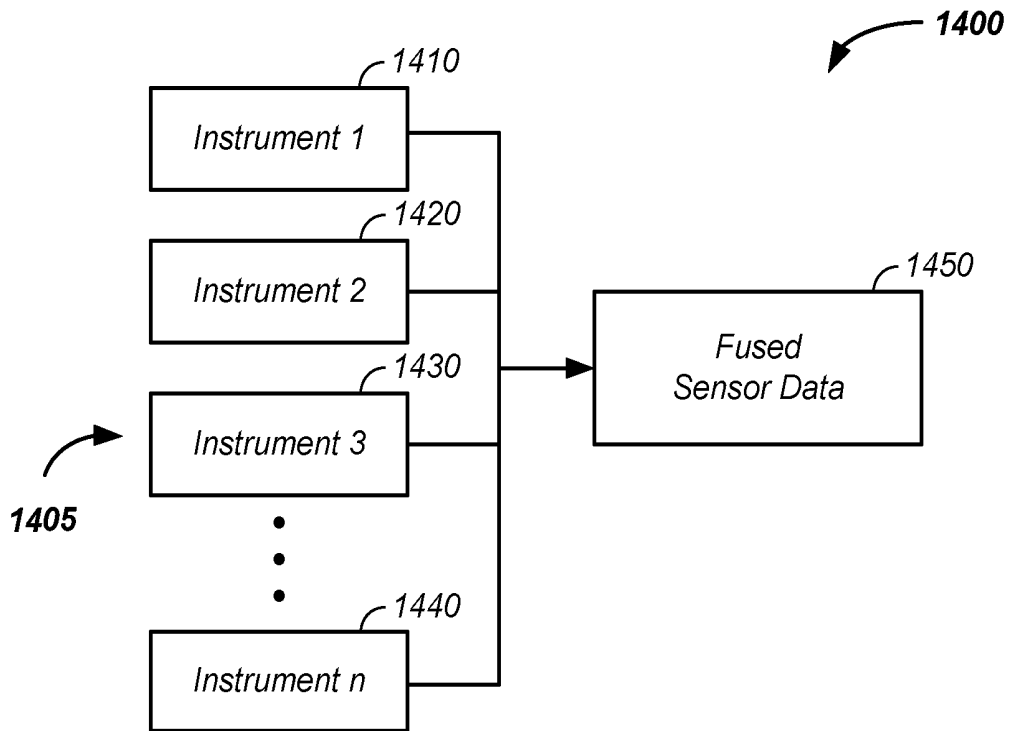 1400
1410
Instrument 1
1420
Instrument 2
1450
Fused
Sensor Data
1430
Instrument 3
1405
1440
Instrument n